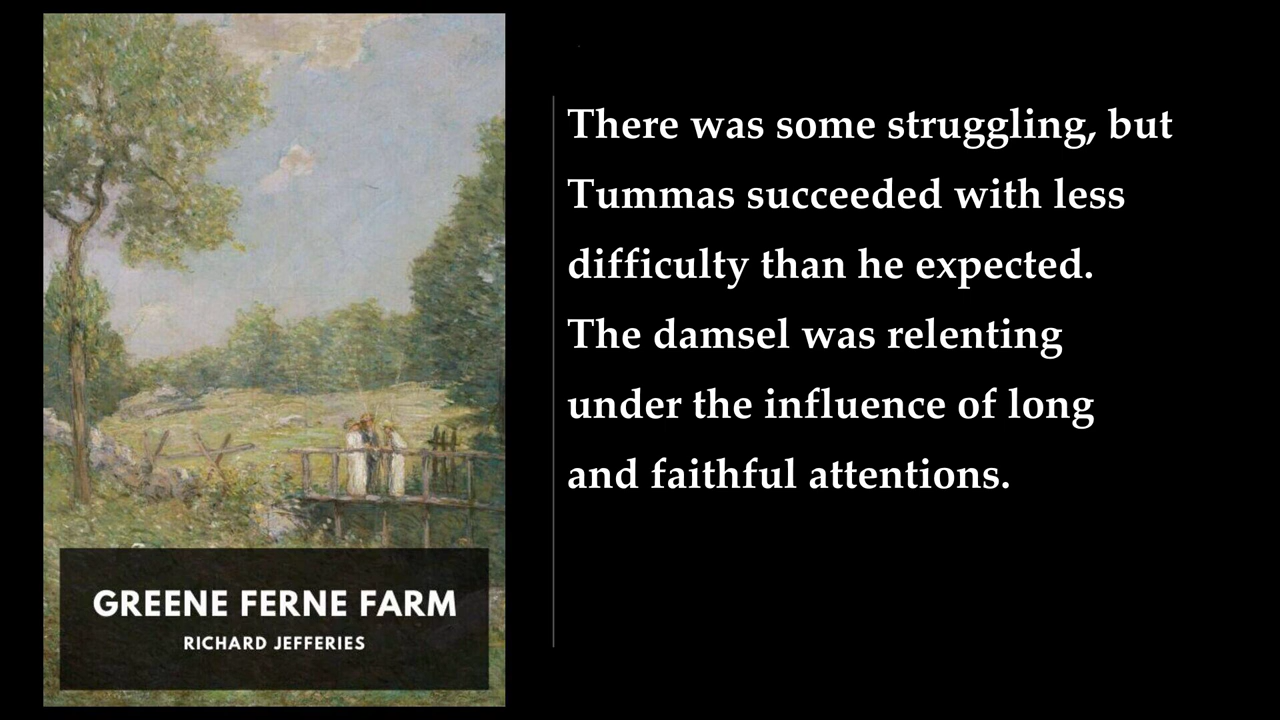 There was some struggling, but
Tummas succeeded with less
difficulty than he expected.
The damsel was relenting
under the influence of long
and faithful attentions.
GREENE FERNE FARM
RICHARD JEFFERIES